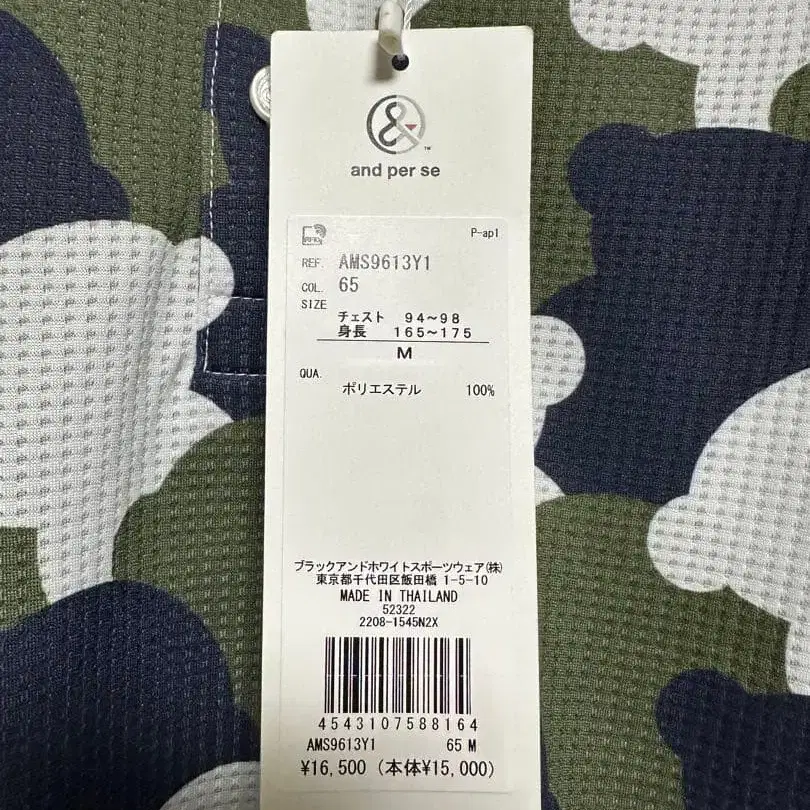 &
TM
and per se
RFID
P-ap1
REF. AMS9613Y1
COL. 65
SIZE
チェスト 94~98
身長 165~175
M
QUA.
ポリエステル 100%
ブラックアンドホワイトスポーツウェア(株)
東京都千代田区飯田橋 1-5-10
MADE IN THAILAND
52322
2208-1545N2X
4543107588164
AMS9613Y1 65 M
¥16,500 (本体¥15,000)